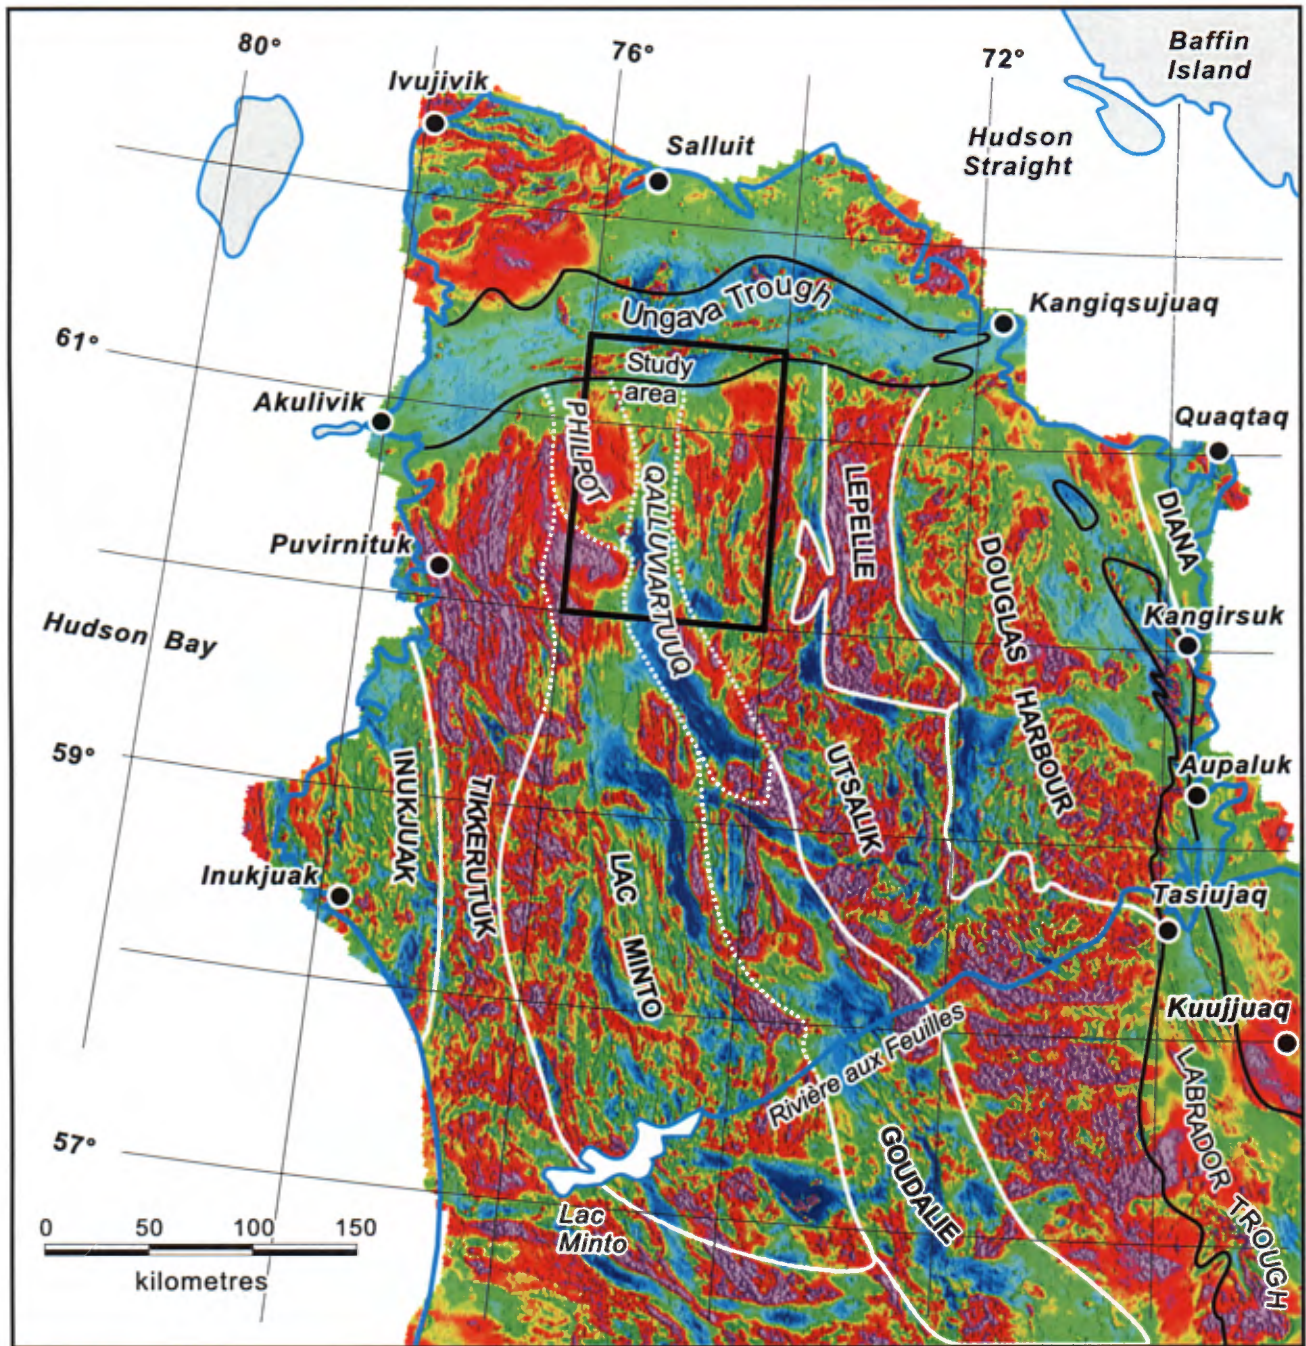 80°
76°
72°
Baffin
Island
Ivujivik
Salluit
Hudson
Straight
Ungava Trough
Kangiqsujuaq
61°
Study
area
Akulivik
Quaqtaq
PHILPOT
QALLUVIARTUUQ
LEPELLE
DIANA
Puvirnituk
DOUGLAS HARBOUR
Kangirsuk
Hudson Bay
59°
INUKJUAK
TIKKERUTUK
UTSALIK
Aupaluk
LAC MINTO
Inukjuak
Tasiujaq
Kuujjuaq
Rivière aux Feuilles
LABRADOR TROUGH
57°
GOUDALIE
Lac
Minto
0 50 100 150
kilometres